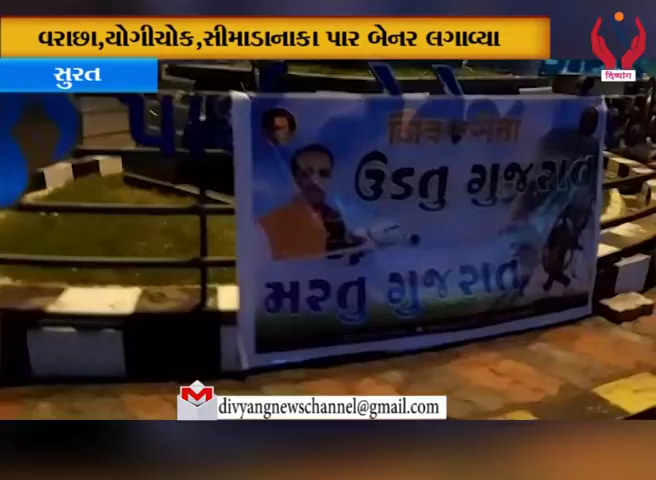 વરાછા,યોગીચોક,સીમાડાનાકા પાર બેનર લગાવ્યા
સુરત
दिव्यांग
ઉડતુ ગુજરાત
મરતું ગુજરાત
divyangnewschannel@gmail.com